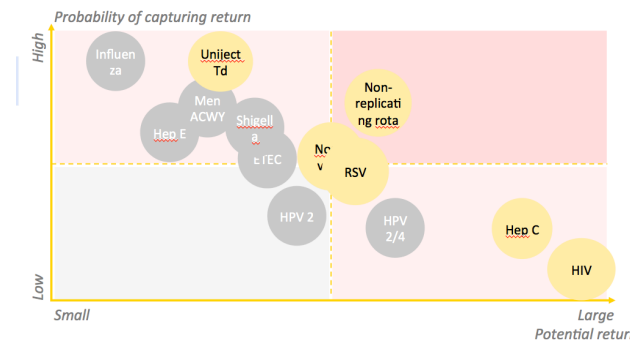 Probability of capturing return
High
Influen
za
Uniject
Td
Non-
replicati
ng rota
Men
ACWY
Shigell
a
Hep E
ETEC
No
v
RSV
HPV 2
HPV
2/4
Hep C
HIV
Low
Small
Large
Potential retur